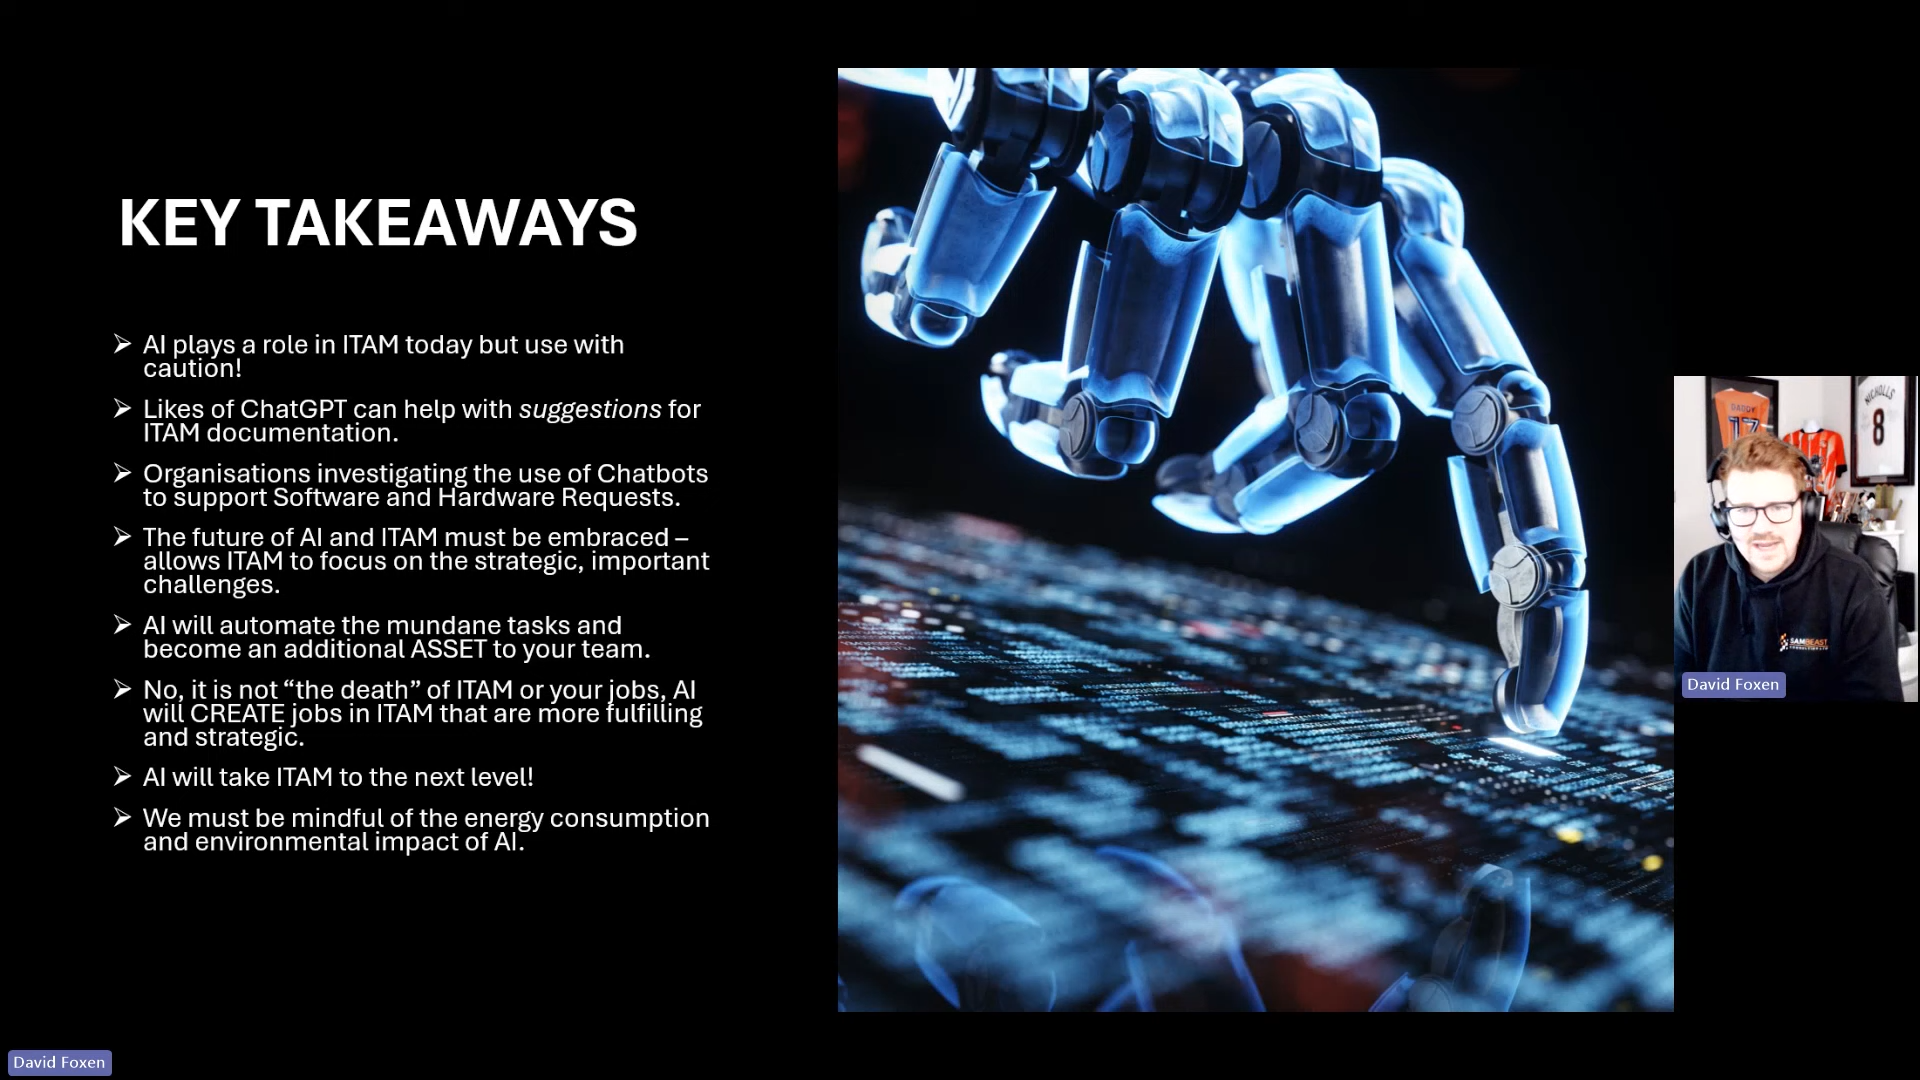 KEY TAKEAWAYS
➢ AI plays a role in ITAM today but use with
caution!
➢ Likes of ChatGPT can help with suggestions for
ITAM documentation.
➢ Organisations investigating the use of Chatbots
to support Software and Hardware Requests.
➢ The future of AI and ITAM must be embraced –
allows ITAM to focus on the strategic, important
challenges.
➢ AI will automate the mundane tasks and
become an additional ASSET to your team.
➢ No, it is not “the death” of ITAM or your jobs, AI
will CREATE jobs in ITAM that are more fulfilling
and strategic.
➢ AI will take ITAM to the next level!
➢ We must be mindful of the energy consumption
and environmental impact of AI.
DADDY
17
NICHOLLS
8
SAMBEAST
David Foxen
David Foxen